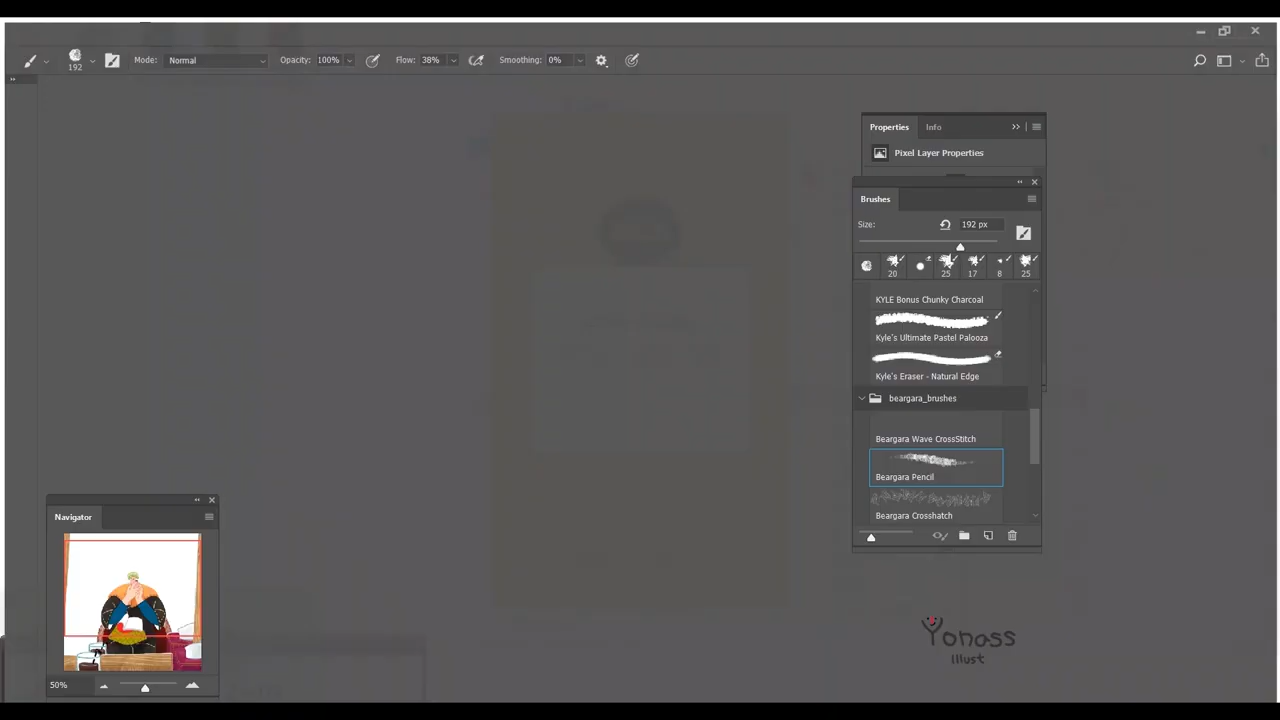 192
Mode: Normal
Opacity: 100%
Flow: 38%
Smoothing: 0%
Properties
Info
Pixel Layer Properties
Brushes
Size:
192 px
20
25
17
8
25
KYLE Bonus Chunky Charcoal
Kyle's Ultimate Pastel Palooza
Kyle's Eraser - Natural Edge
beargara_brushes
Beargara Wave CrossStitch
Beargara Pencil
Beargara Crosshatch
Navigator
50%
Yonass
Illust